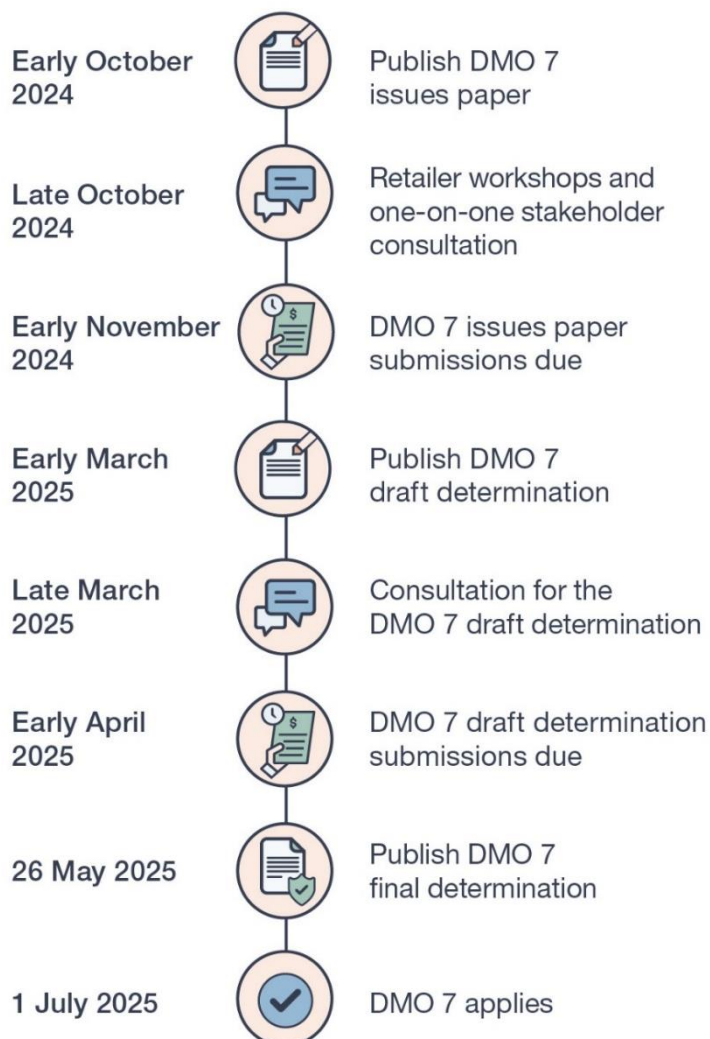 Early October
2024
Publish DMO 7
issues paper
Late October
2024
Retailer workshops and
one-on-one stakeholder
consultation
Early November
2024
$
DMO 7 issues paper
submissions due
Early March
2025
Publish DMO 7
draft determination
Late March
2025
Consultation for the
DMO 7 draft determination
Early April
2025
$
DMO 7 draft determination
submissions due
26 May 2025
Publish DMO 7
final determination
1 July 2025
DMO 7 applies